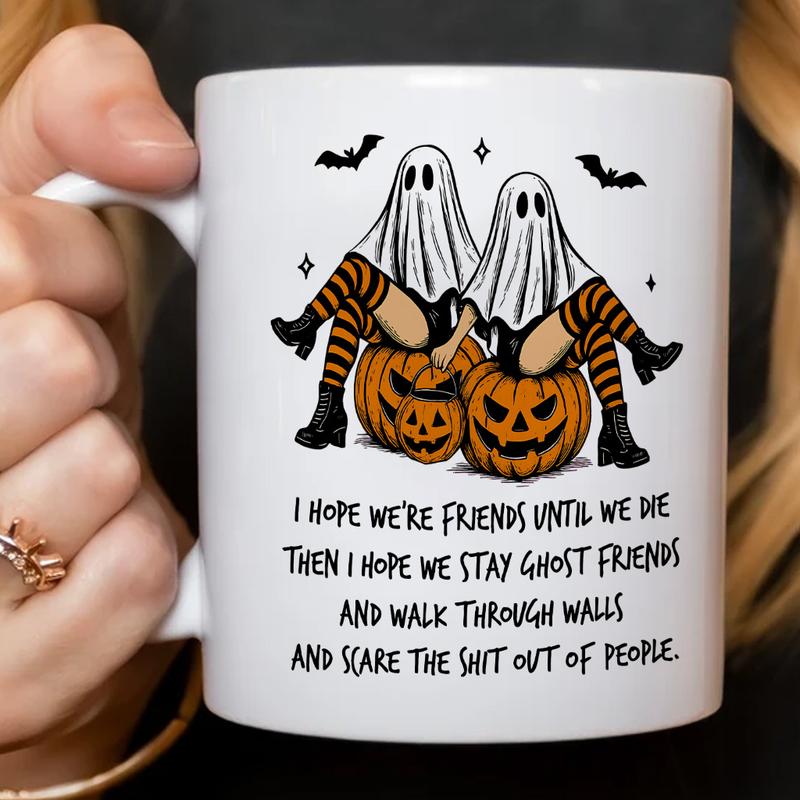 I HOPE WE'RE FRIENDS UNTIL WE DIE
THEN I HOPE WE STAY GHOST FRIENDS
AND WALK THROUGH WALLS
AND SCARE THE SHIT OUT OF PEOPLE.